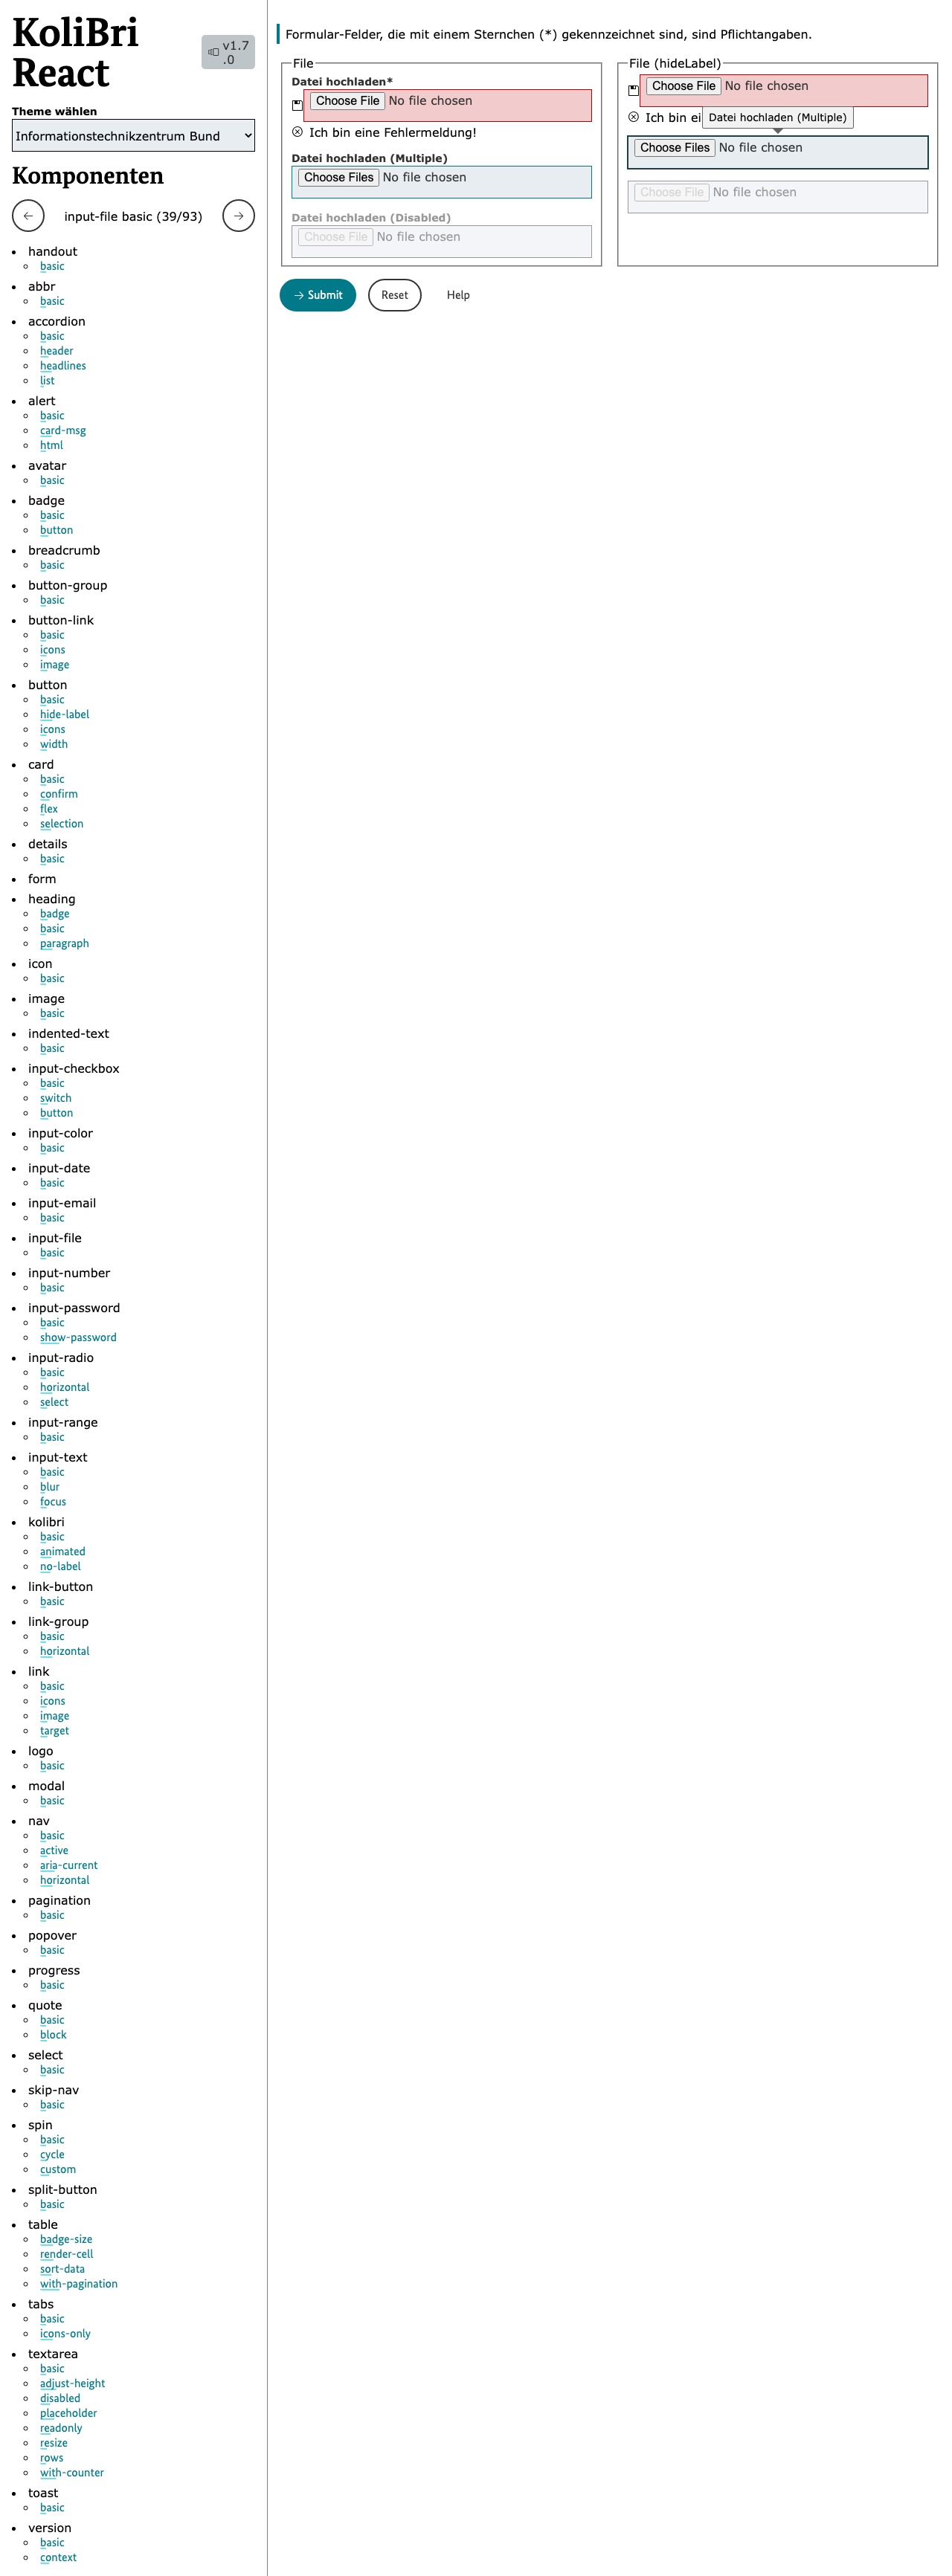 KoliBri
React
v1.7
.0
Theme wählen
Informationstechnikzentrum Bund
Komponenten
input-file basic (39/93)
handout
basic
abbr
basic
accordion
basic
header
headlines
list
alert
basic
card-msg
html
avatar
basic
badge
basic
button
breadcrumb
basic
button-group
basic
button-link
basic
icons
image
button
basic
hide-label
icons
width
card
basic
confirm
flex
selection
details
basic
form
heading
badge
basic
paragraph
icon
basic
image
basic
indented-text
basic
input-checkbox
basic
switch
button
input-color
basic
input-date
basic
input-email
basic
input-file
basic
input-number
basic
input-password
basic
show-password
input-radio
basic
horizontal
select
input-range
basic
input-text
basic
blur
focus
kolibri
basic
animated
no-label
link-button
basic
link-group
basic
horizontal
link
basic
icons
image
target
logo
basic
modal
basic
nav
basic
active
aria-current
horizontal
pagination
basic
popover
basic
progress
basic
quote
basic
block
select
basic
skip-nav
basic
spin
basic
cycle
custom
split-button
basic
table
badge-size
render-cell
sort-data
with-pagination
tabs
basic
icons-only
textarea
basic
adjust-height
disabled
placeholder
readonly
resize
rows
with-counter
toast
basic
version
basic
context
Formular-Felder, die mit einem Sternchen (*) gekennzeichnet sind, sind Pflichtangaben.
File
Datei hochladen*
Choose File No file chosen
Ich bin eine Fehlermeldung!
Datei hochladen (Multiple)
Choose Files No file chosen
Datei hochladen (Disabled)
Choose File No file chosen
File (hideLabel)
Choose File No file chosen
Ich bin ei
Datei hochladen (Multiple)
Choose Files No file chosen
Choose File No file chosen
Submit
Reset
Help